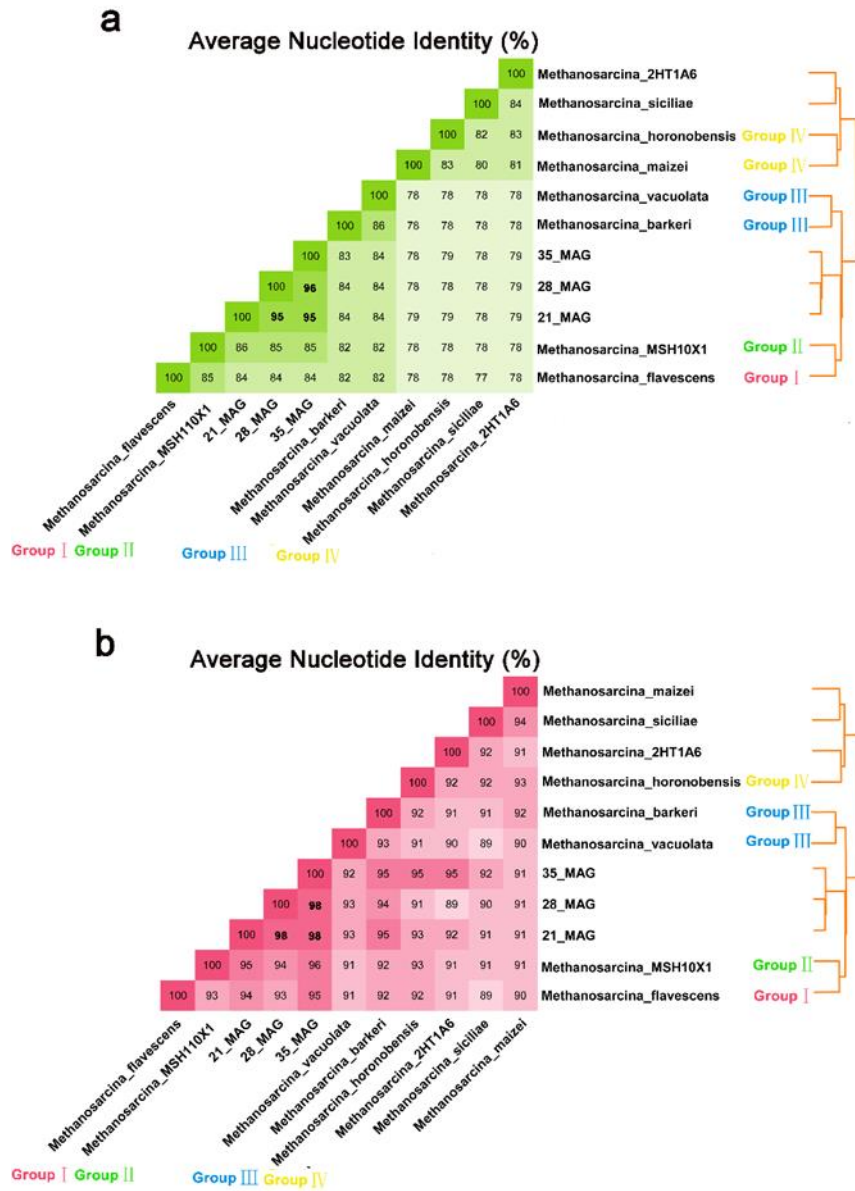 a
Average Nucleotide Identity (%)
100 Methanosarcina_2HT1A6
100 84 Methanosarcina_siciliae
100 82 83 Methanosarcina_horonobensis Group IV
100 83 80 81 Methanosarcina_maizei Group IV
100 78 78 78 78 Methanosarcina_vacuolata Group III
100 86 78 78 78 78 Methanosarcina_barkeri Group III
100 83 84 78 79 78 79 35_MAG
100 96 84 84 78 79 78 79 28_MAG
100 95 95 84 84 79 79 78 79 21_MAG
100 86 85 85 82 82 78 78 78 78 Methanosarcina_MSH10X1 Group II
100 85 84 84 84 82 82 78 78 77 78 Methanosarcina_flavescens Group I
Methanosarcina_flavescens
Methanosarcina_MSH110X1
21_MAG
28_MAG
35_MAG
Methanosarcina_barkeri
Methanosarcina_vacuolata
Methanosarcina_maizei
Methanosarcina_horonobensis
Methanosarcina_siciliae
Methanosarcina_2HT1A6
Group I Group II Group III Group IV
b
Average Nucleotide Identity (%)
100 Methanosarcina_maizei
100 94 Methanosarcina_siciliae
100 92 91 Methanosarcina_2HT1A6
100 92 92 93 Methanosarcina_horonobensis Group IV
100 92 91 91 92 Methanosarcina_barkeri Group III
100 93 91 90 89 90 Methanosarcina_vacuolata Group III
100 92 95 95 95 92 91 35_MAG
100 98 93 94 91 89 90 91 28_MAG
100 98 98 93 95 93 92 91 91 21_MAG
100 95 94 96 91 92 93 91 91 91 Methanosarcina_MSH10X1 Group II
100 93 94 93 95 91 92 92 91 89 90 Methanosarcina_flavescens Group I
Methanosarcina_flavescens
Methanosarcina_MSH110X1
21_MAG
28_MAG
35_MAG
Methanosarcina_vacuolata
Methanosarcina_barkeri
Methanosarcina_horonobensis
Methanosarcina_2HT1A6
Methanosarcina_siciliae
Methanosarcina_maizei
Group I Group II Group III Group IV